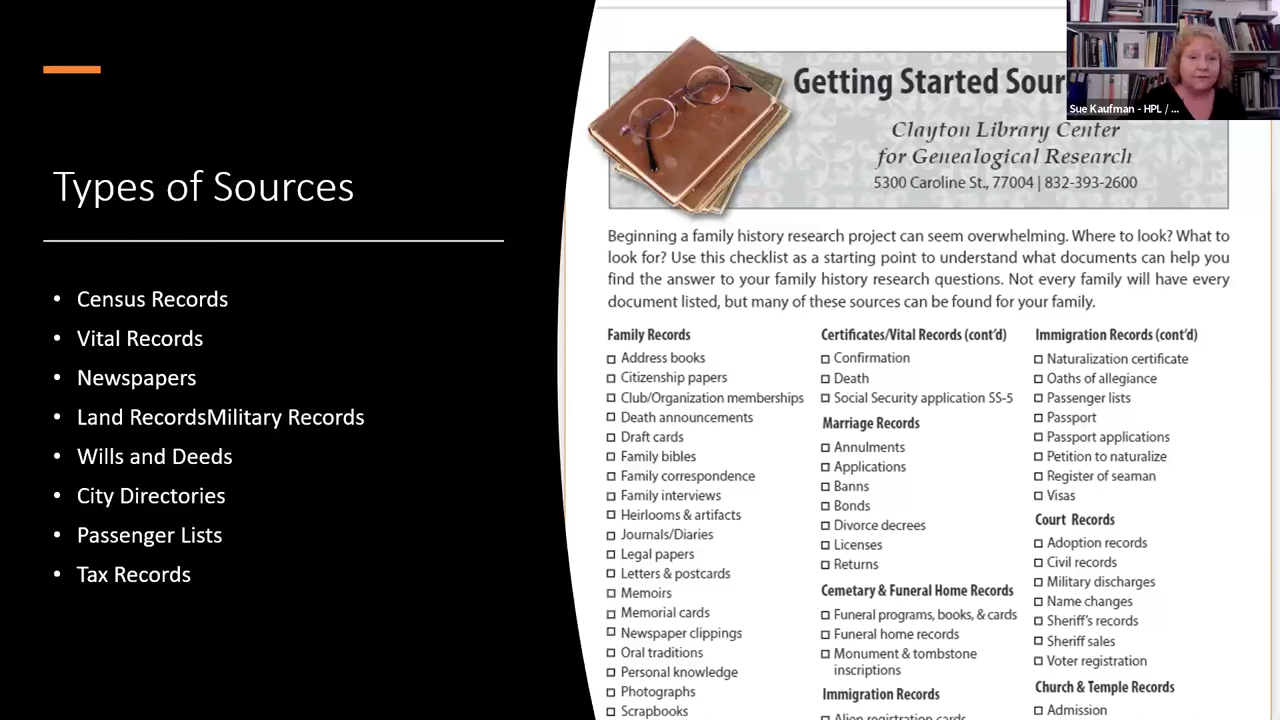 Types of Sources
• Census Records
• Vital Records
• Newspapers
• Land RecordsMilitary Records
• Wills and Deeds
• City Directories
• Passenger Lists
• Tax Records
Getting Started Sour
Sue Kaufman - HPL / ...
Clayton Library Center
for Genealogical Research
5300 Caroline St., 77004 | 832-393-2600
Beginning a family history research project can seem overwhelming. Where to look? What to
look for? Use this checklist as a starting point to understand what documents can help you
find the answer to your family history research questions. Not every family will have every
document listed, but many of these sources can be found for your family.
Family Records
Address books
Citizenship papers
Club/Organization memberships
Death announcements
Draft cards
Family bibles
Family correspondence
Family interviews
Heirlooms & artifacts
Journals/Diaries
Legal papers
Letters & postcards
Memoirs
Memorial cards
Newspaper clippings
Oral traditions
Personal knowledge
Photographs
Scrapbooks
Certificates/Vital Records (cont'd)
Confirmation
Death
Social Security application SS-5
Marriage Records
Annulments
Applications
Banns
Bonds
Divorce decrees
Licenses
Returns
Cemetary & Funeral Home Records
Funeral programs, books, & cards
Funeral home records
Monument & tombstone
inscriptions
Immigration Records
Alien registration cards
Immigration Records (cont'd)
Naturalization certificate
Oaths of allegiance
Passenger lists
Passport
Passport applications
Petition to naturalize
Register of seaman
Visas
Court Records
Adoption records
Civil records
Military discharges
Name changes
Sheriff's records
Sheriff sales
Voter registration
Church & Temple Records
Admission